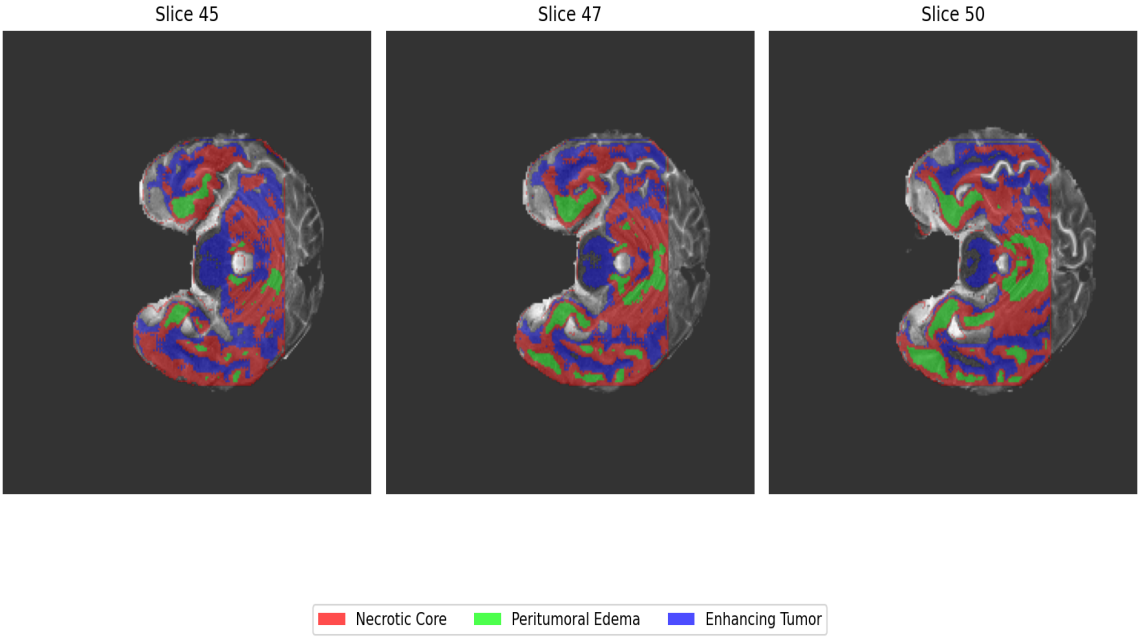 Slice 45
Slice 47
Slice 50
Necrotic Core
Peritumoral Edema
Enhancing Tumor